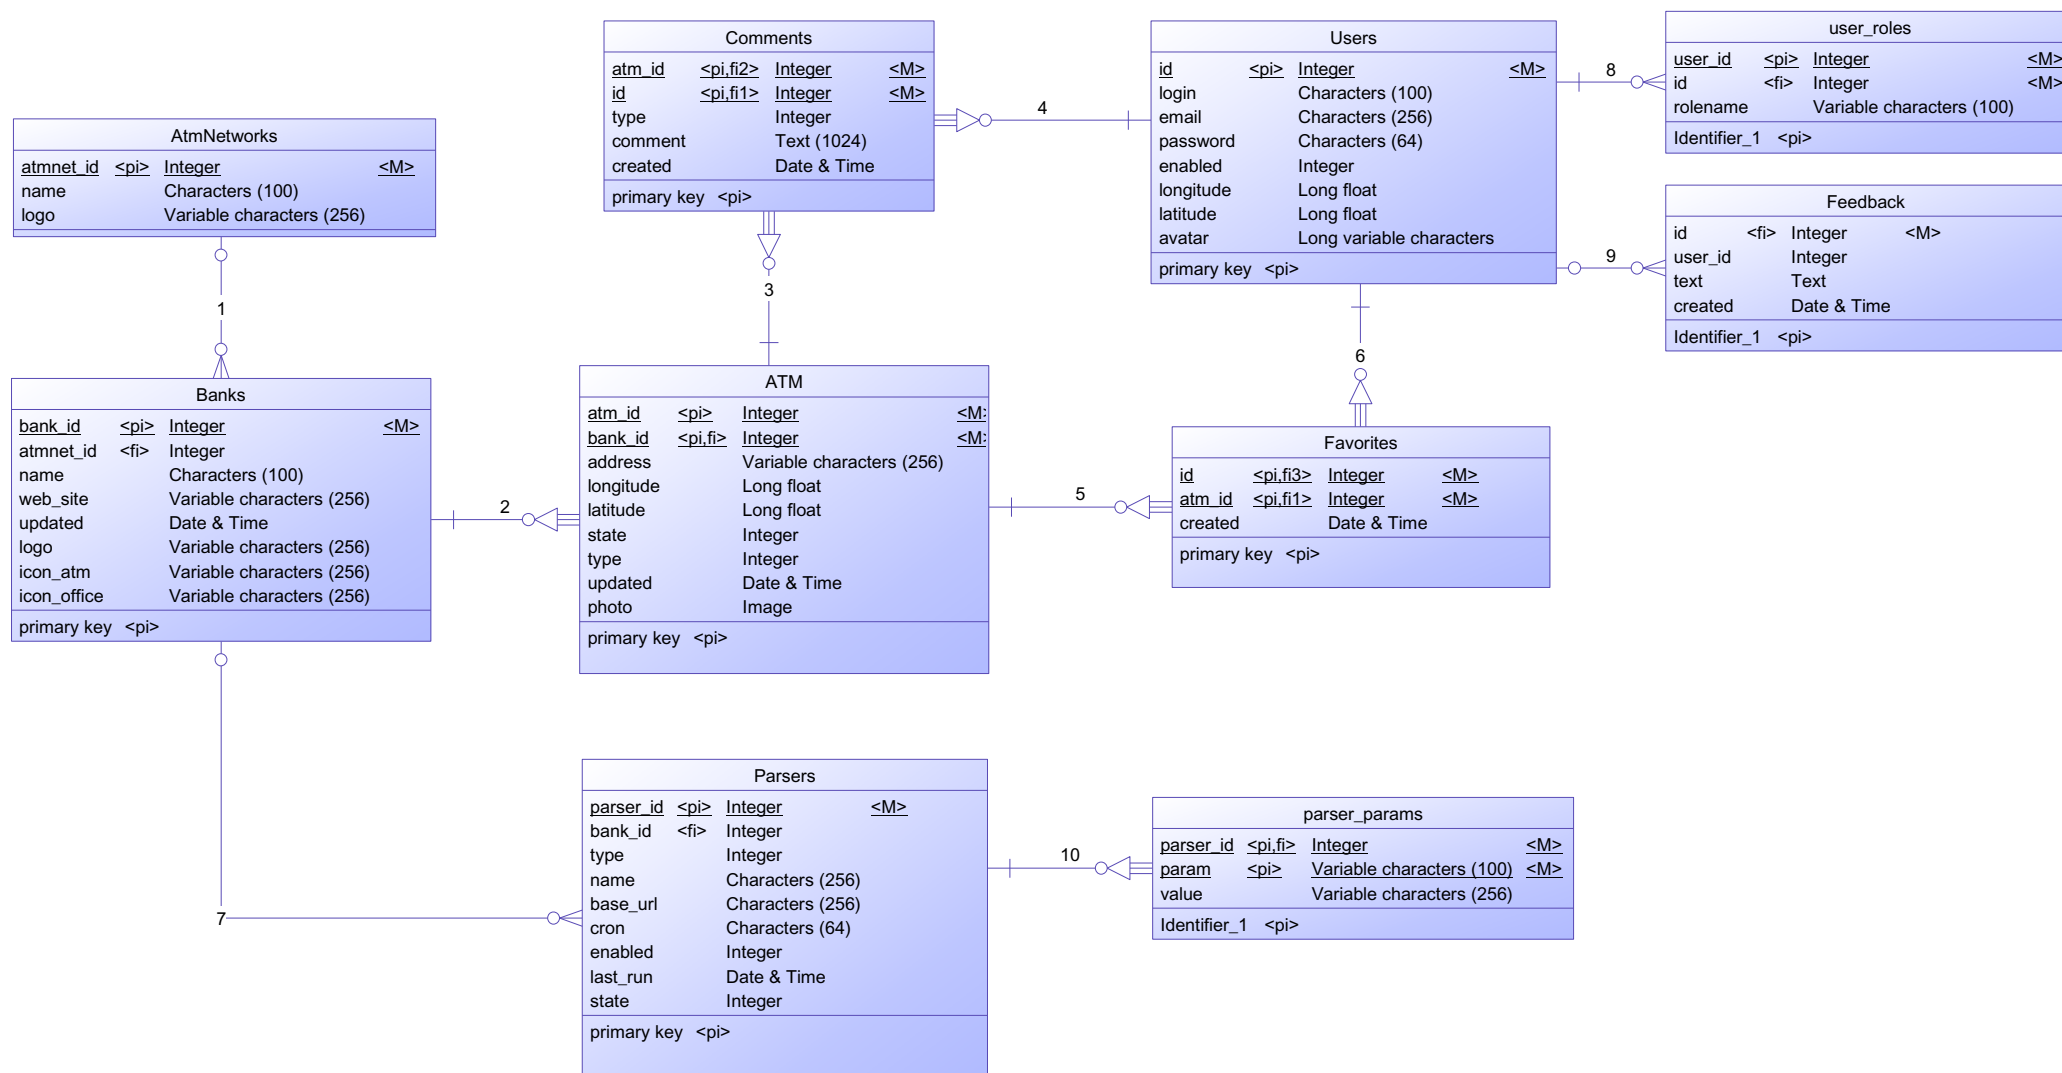 Comments
atm_id <pi,fi2> Integer <M>
id <pi,fi1> Integer <M>
type Integer
comment Text (1024)
created Date & Time
primary key <pi>
Users
id <pi> Integer <M>
login Characters (100)
email Characters (256)
password Characters (64)
enabled Integer
longitude Long float
latitude Long float
avatar Long variable characters
primary key <pi>
user_roles
user_id <pi> Integer <M>
id <fi> Integer <M>
rolename Variable characters (100)
Identifier_1 <pi>
8
4
AtmNetworks
atmnet_id <pi> Integer <M>
name Characters (100)
logo Variable characters (256)
Feedback
id <fi> Integer <M>
user_id Integer
text Text
created Date & Time
Identifier_1 <pi>
9
3
1
6
Banks
bank_id <pi> Integer <M>
atmnet_id <fi> Integer
name Characters (100)
web_site Variable characters (256)
updated Date & Time
logo Variable characters (256)
icon_atm Variable characters (256)
icon_office Variable characters (256)
primary key <pi>
2
ATM
atm_id <pi> Integer <M>
bank_id <pi,fi> Integer <M>
address Variable characters (256)
longitude Long float
latitude Long float
state Integer
type Integer
updated Date & Time
photo Image
primary key <pi>
5
Favorites
id <pi,fi3> Integer <M>
atm_id <pi,fi1> Integer <M>
created Date & Time
primary key <pi>
7
Parsers
parser_id <pi> Integer <M>
bank_id <fi> Integer
type Integer
name Characters (256)
base_url Characters (256)
cron Characters (64)
enabled Integer
last_run Date & Time
state Integer
primary key <pi>
10
parser_params
parser_id <pi,fi> Integer <M>
param <pi> Variable characters (100) <M>
value Variable characters (256)
Identifier_1 <pi>